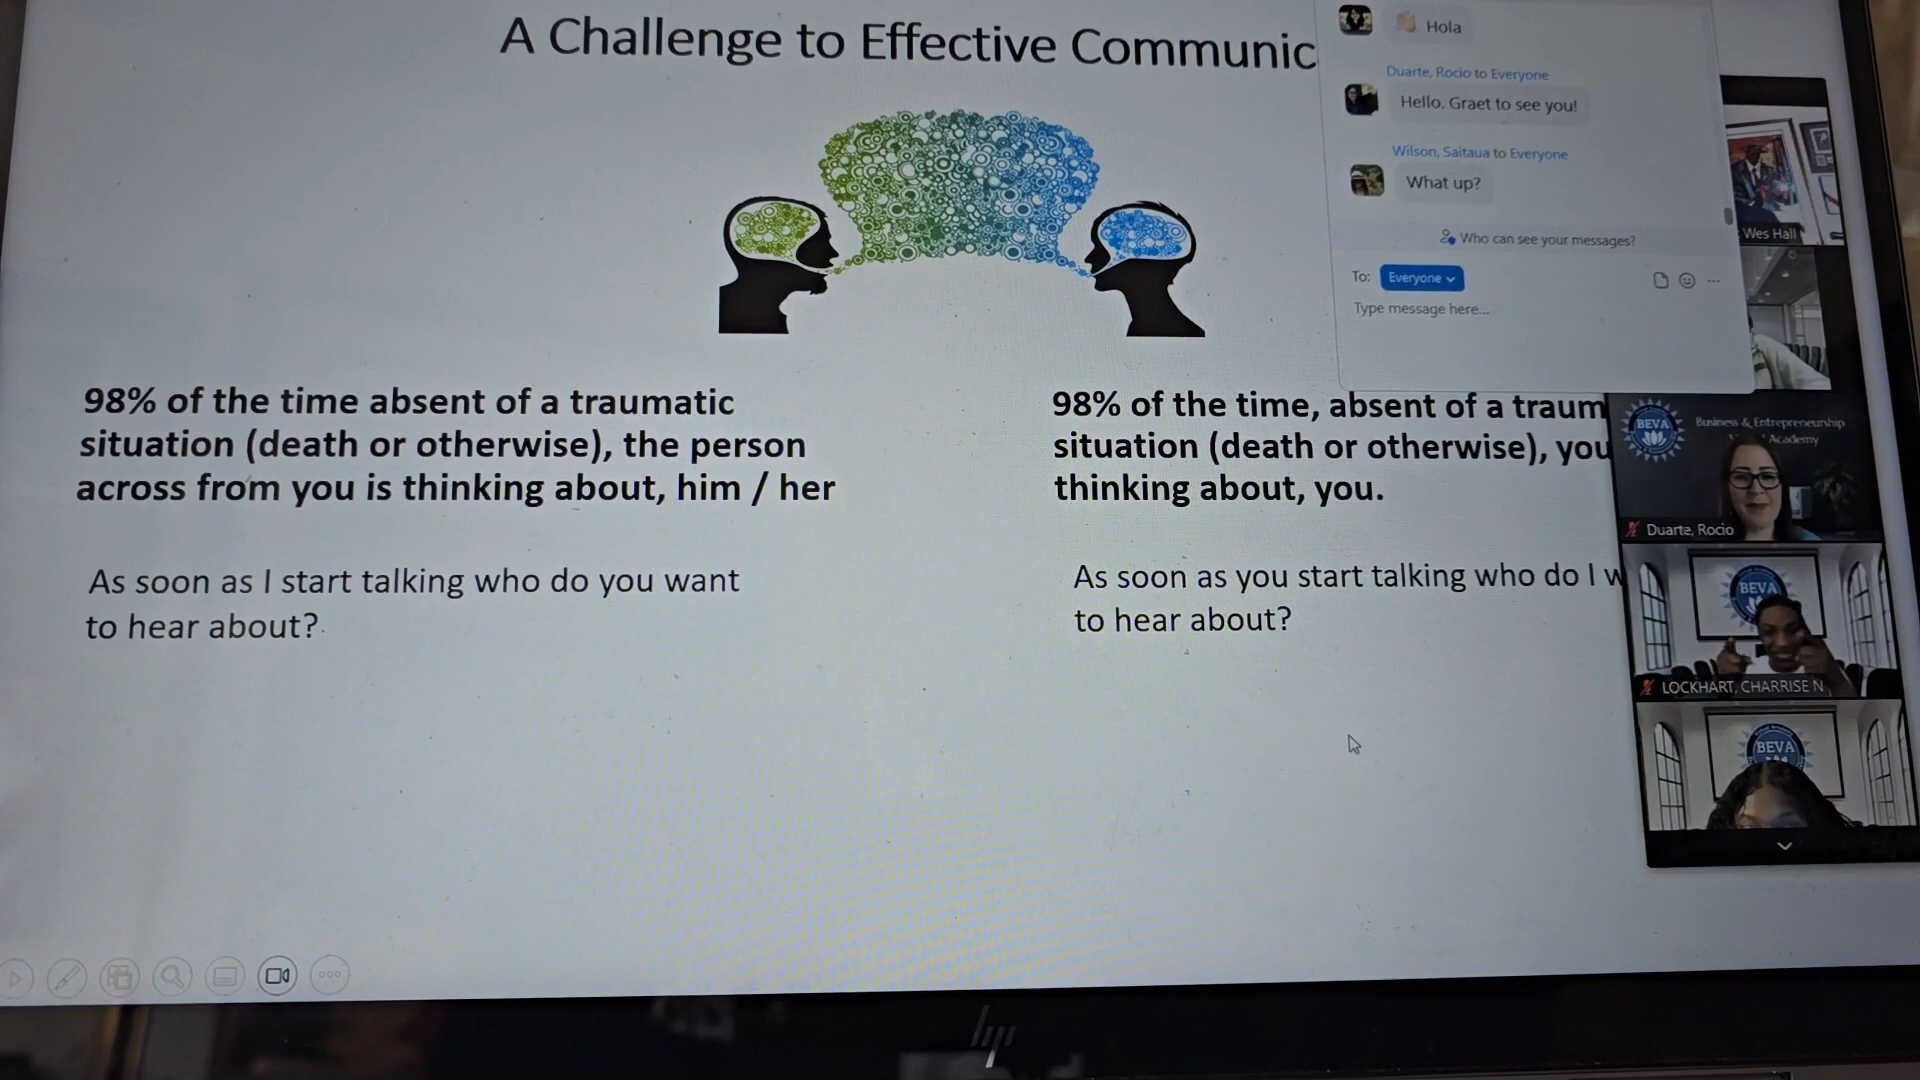 A Challenge to Effective Communic
98% of the time absent of a traumatic
situation (death or otherwise), the person
across from you is thinking about, him / her
As soon as I start talking who do you want
to hear about?
98% of the time, absent of a traum
situation (death or otherwise), you
thinking about, you.
As soon as you start talking who do I w
to hear about?
Hola
Duarte, Rocio to Everyone
Hello. Graet to see you!
Wilson, Saitaua to Everyone
What up?
Who can see your messages?
To: Everyone
Type message here...
Wes Hall
BEVA
Business & Entrepreneurship
Academy
Duarte, Rocio
BEVA
LOCKHART, CHARRISE N
BEVA
hp